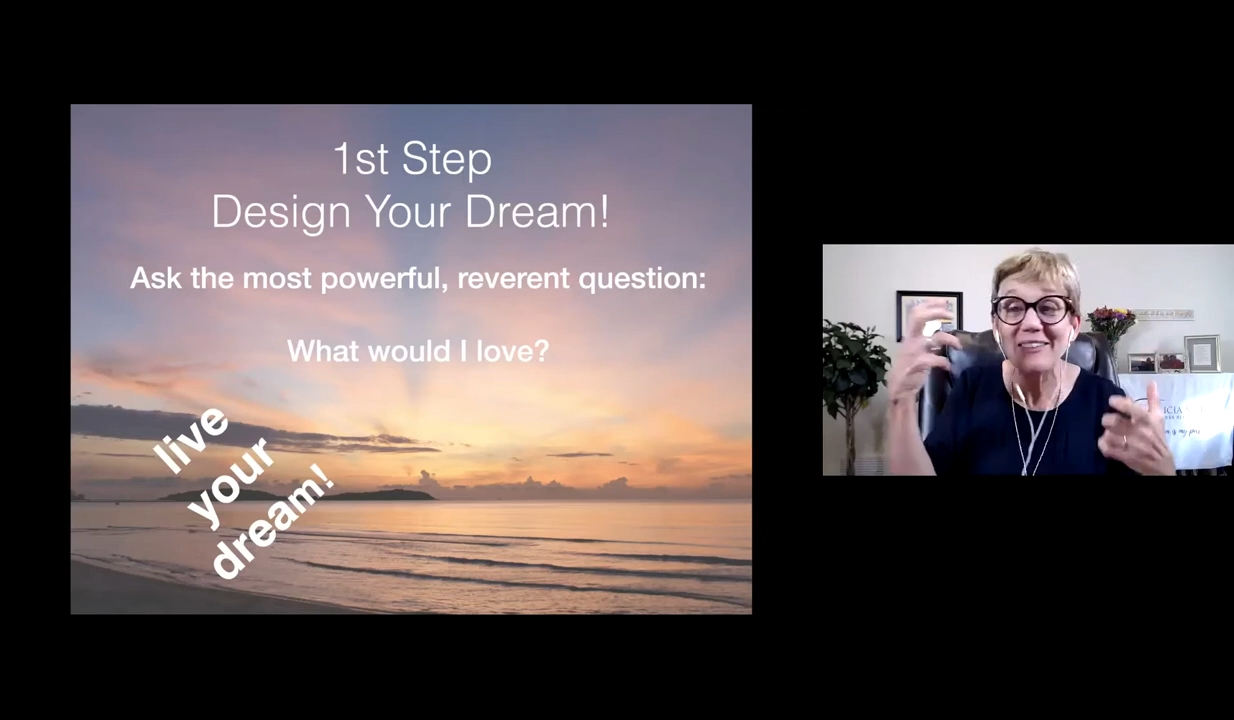 1st Step
Design Your Dream!
Ask the most powerful, reverent question:
What would I love?
live
your
dream!